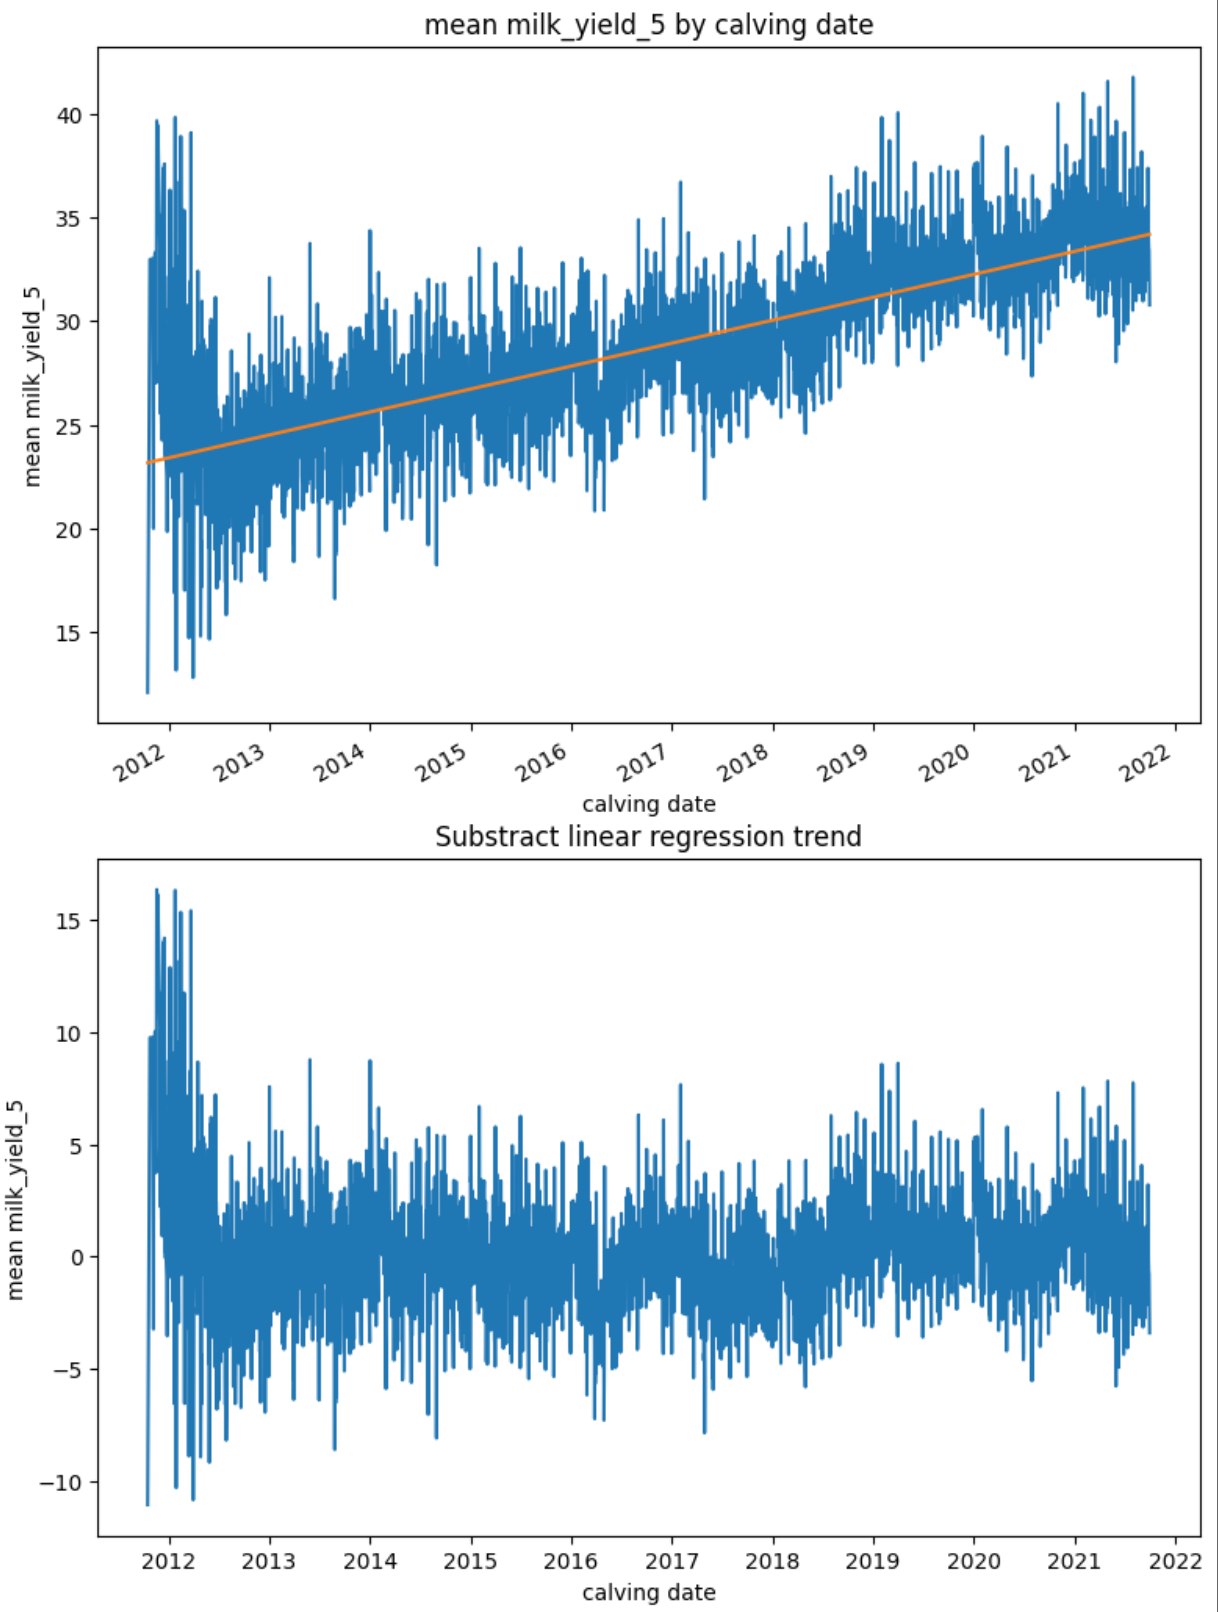 mean milk_yield_5 by calving date
mean milk_yield_5
40
35
30
25
20
15
2012 2013 2014 2015 2016 2017 2018 2019 2020 2021 2022
calving date
Substract linear regression trend
mean milk_yield_5
15
10
5
0
−5
−10
2012 2013 2014 2015 2016 2017 2018 2019 2020 2021 2022
calving date